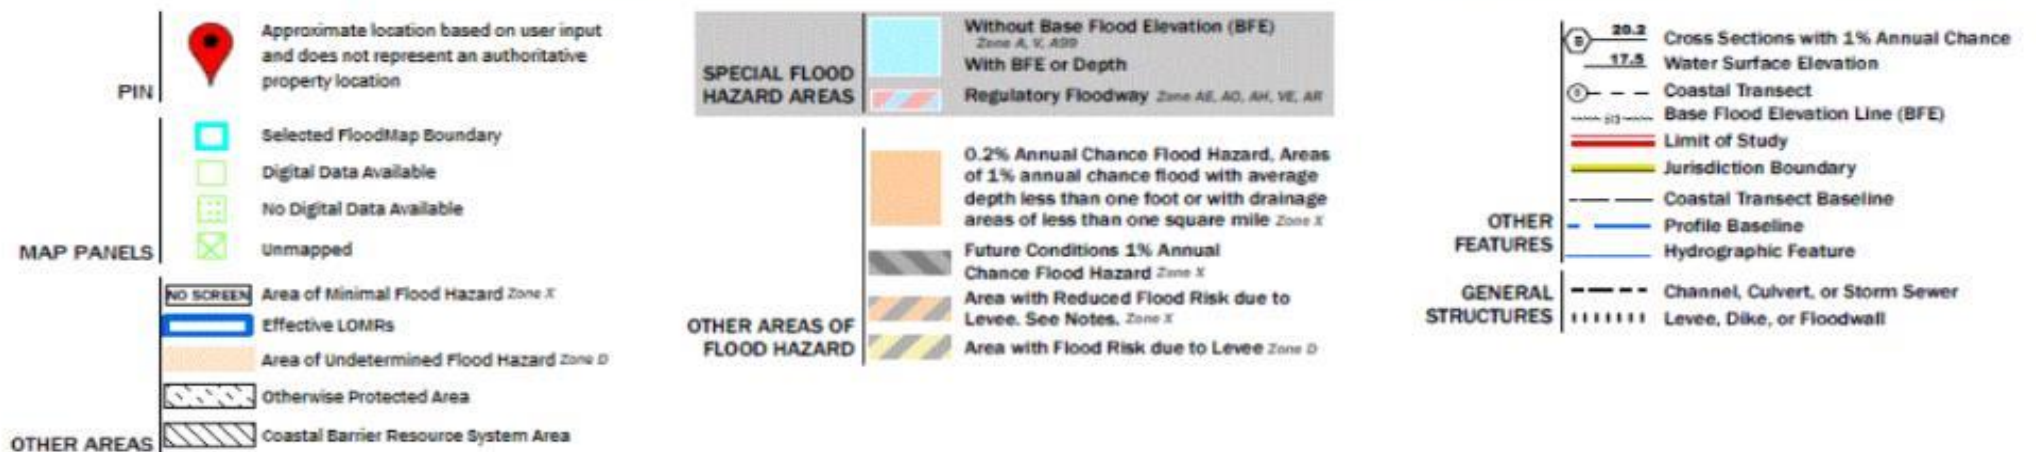 PIN
Approximate location based on user input
and does not represent an authoritative
property location
MAP PANELS
Selected FloodMap Boundary
Digital Data Available
No Digital Data Available
Unmapped
OTHER AREAS
NO SCREEN Area of Minimal Flood Hazard Zone X
Effective LOMRs
Area of Undetermined Flood Hazard Zone D
Otherwise Protected Area
Coastal Barrier Resource System Area
SPECIAL FLOOD
HAZARD AREAS
Without Base Flood Elevation (BFE)
Zone A, V, A99
With BFE or Depth
Regulatory Floodway Zone AE, AO, AH, VE, AR
OTHER AREAS OF
FLOOD HAZARD
0.2% Annual Chance Flood Hazard, Areas
of 1% annual chance flood with average
depth less than one foot or with drainage
areas of less than one square mile Zone X
Future Conditions 1% Annual
Chance Flood Hazard Zone X
Area with Reduced Flood Risk due to
Levee. See Notes. Zone X
Area with Flood Risk due to Levee Zone D
OTHER
FEATURES
20.2 Cross Sections with 1% Annual Chance
17.5 Water Surface Elevation
Coastal Transect
Base Flood Elevation Line (BFE)
Limit of Study
Jurisdiction Boundary
Coastal Transect Baseline
Profile Baseline
Hydrographic Feature
GENERAL
STRUCTURES
Channel, Culvert, or Storm Sewer
Levee, Dike, or Floodwall